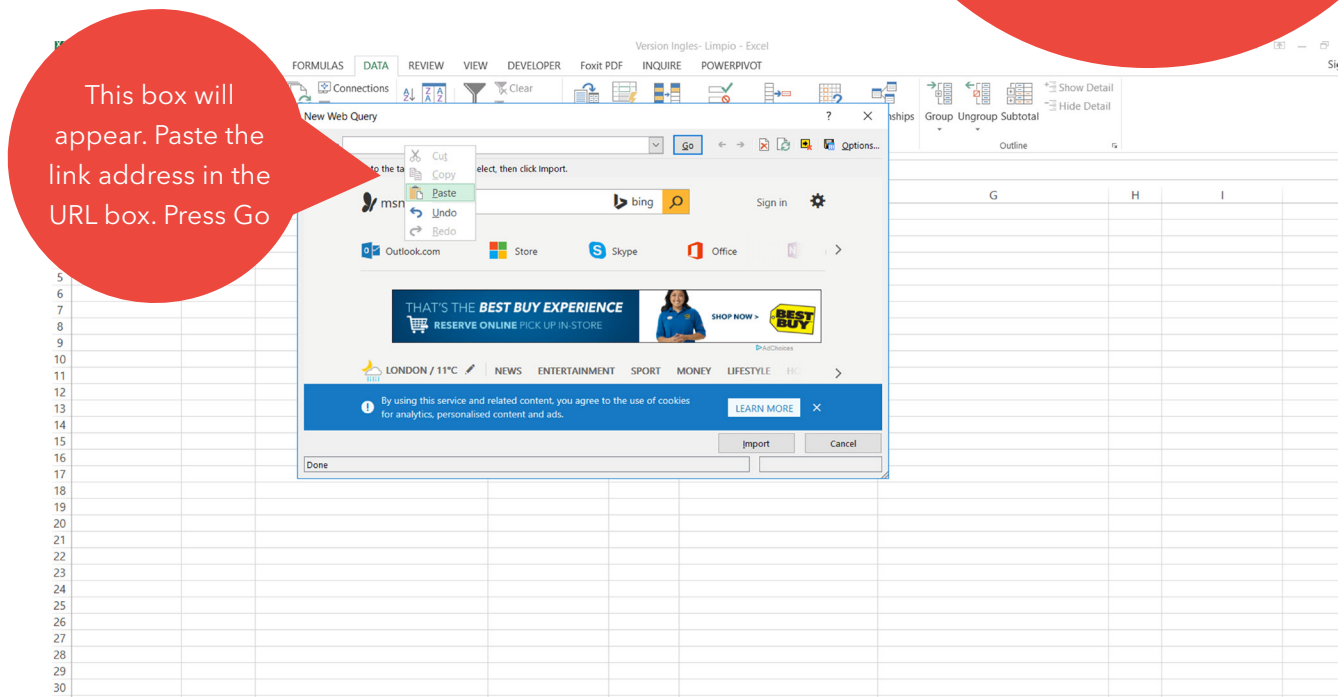 Version Ingles- Limpio - Excel
FORMULAS DATA REVIEW VIEW DEVELOPER Foxit PDF INQUIRE POWERPIVOT
This box will
appear. Paste the
link address in the
URL box. Press Go
Connections
Clear
Group Ungroup Subtotal
Show Detail
Hide Detail
Outline
New Web Query ? ×
Go Options...
elect, then click Import.
Cut
Copy
Paste
Undo
Redo
msn bing Sign in
Outlook.com Store Skype Office
THAT'S THE BEST BUY EXPERIENCE
RESERVE ONLINE PICK UP IN-STORE
SHOP NOW >
BEST
BUY
AdChoices
LONDON / 11°C NEWS ENTERTAINMENT SPORT MONEY LIFESTYLE
By using this service and related content, you agree to the use of cookies
for analytics, personalised content and ads.
LEARN MORE ×
Import Cancel
Done
G H I
5
6
7
8
9
10
11
12
13
14
15
16
17
18
19
20
21
22
23
24
25
26
27
28
29
30